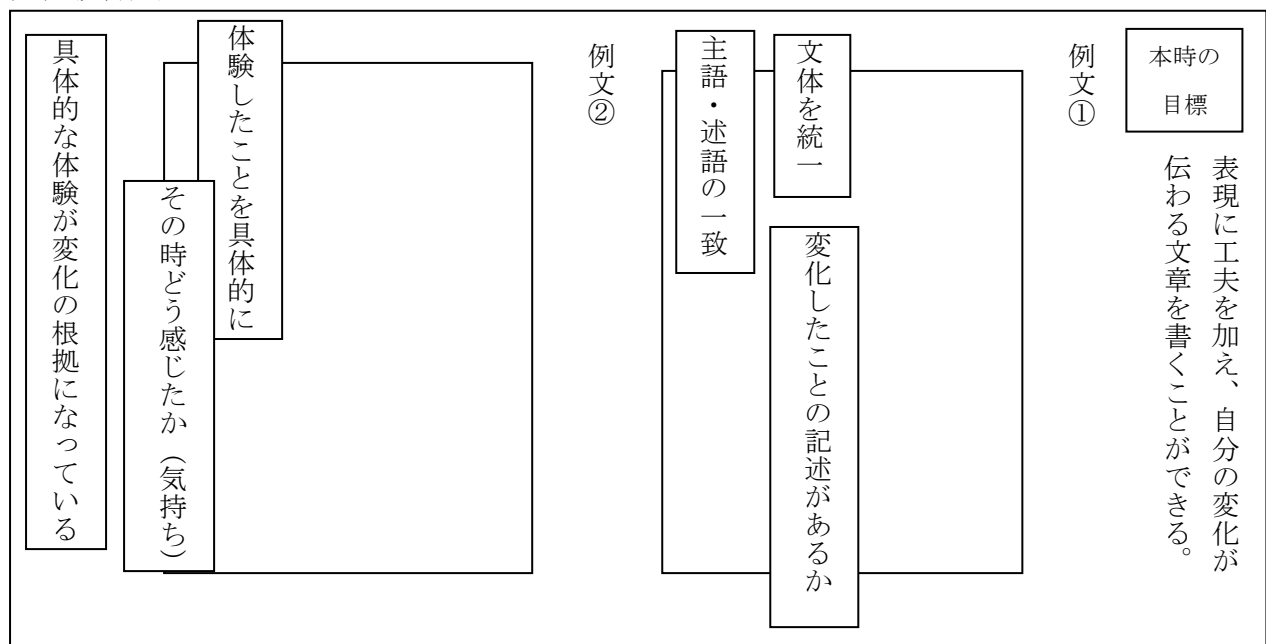 本時の
目標
表現に工夫を加え、自分の変化が
伝わる文章を書くことができる。
例文①
文体を統一
変化したことの記述があるか
主語・述語の一致
例文②
体験したことを具体的に
その時どう感じたか（気持ち）
具体的な体験が変化の根拠になっている